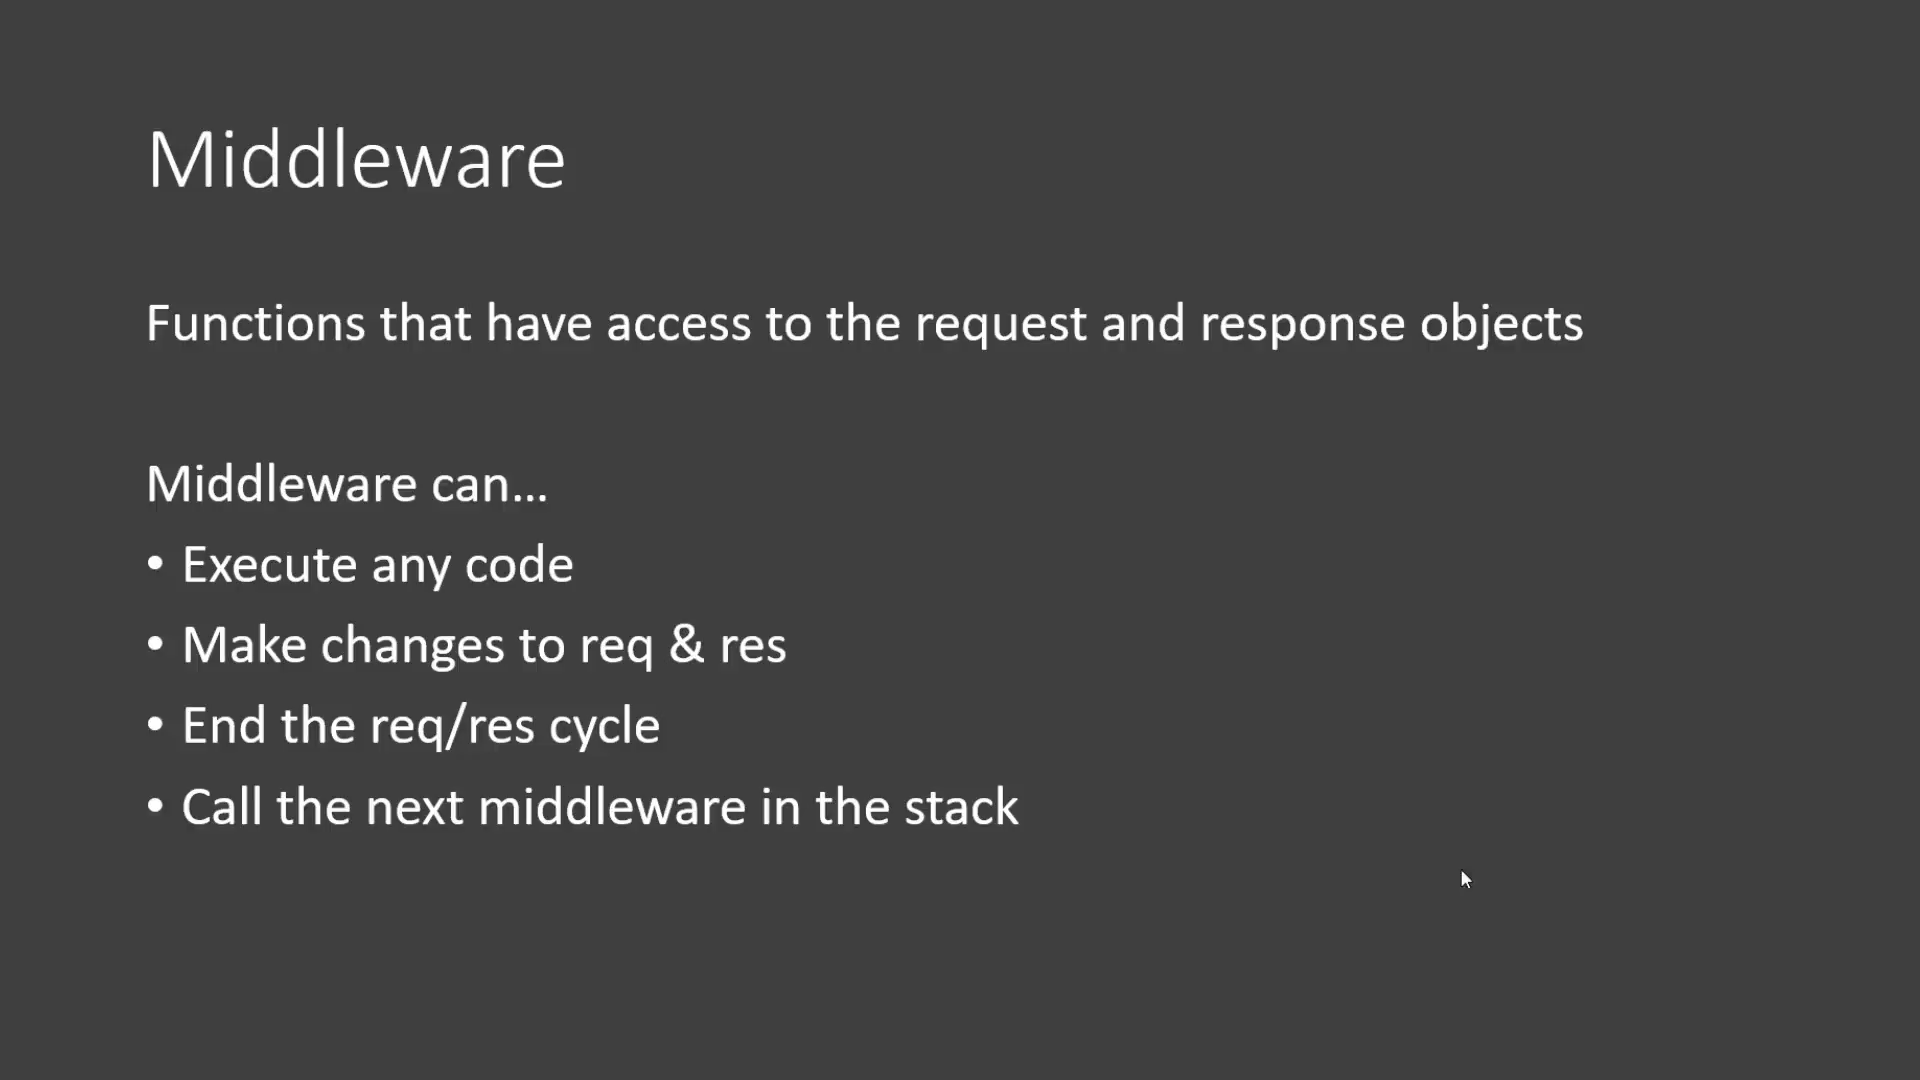 Middleware
Functions that have access to the request and response objects
Middleware can...
• Execute any code
• Make changes to req & res
• End the req/res cycle
• Call the next middleware in the stack